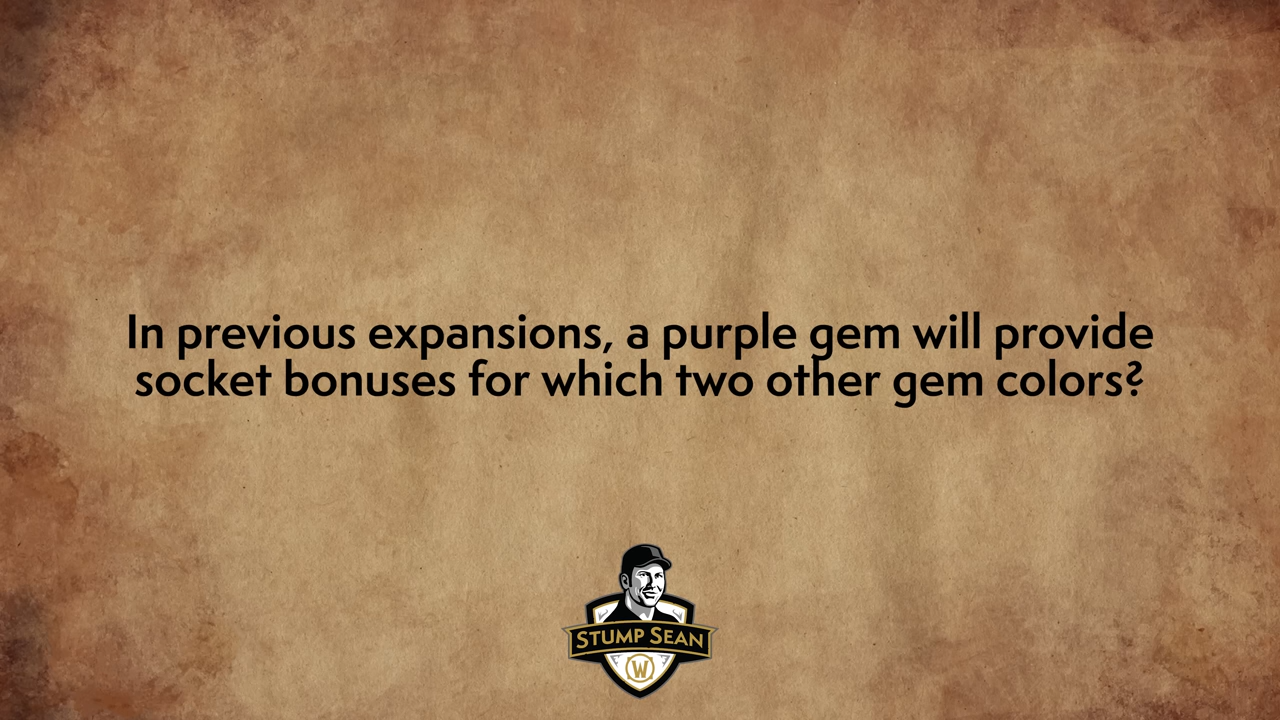 In previous expansions, a purple gem will provide
socket bonuses for which two other gem colors?
STUMP SEAN
W